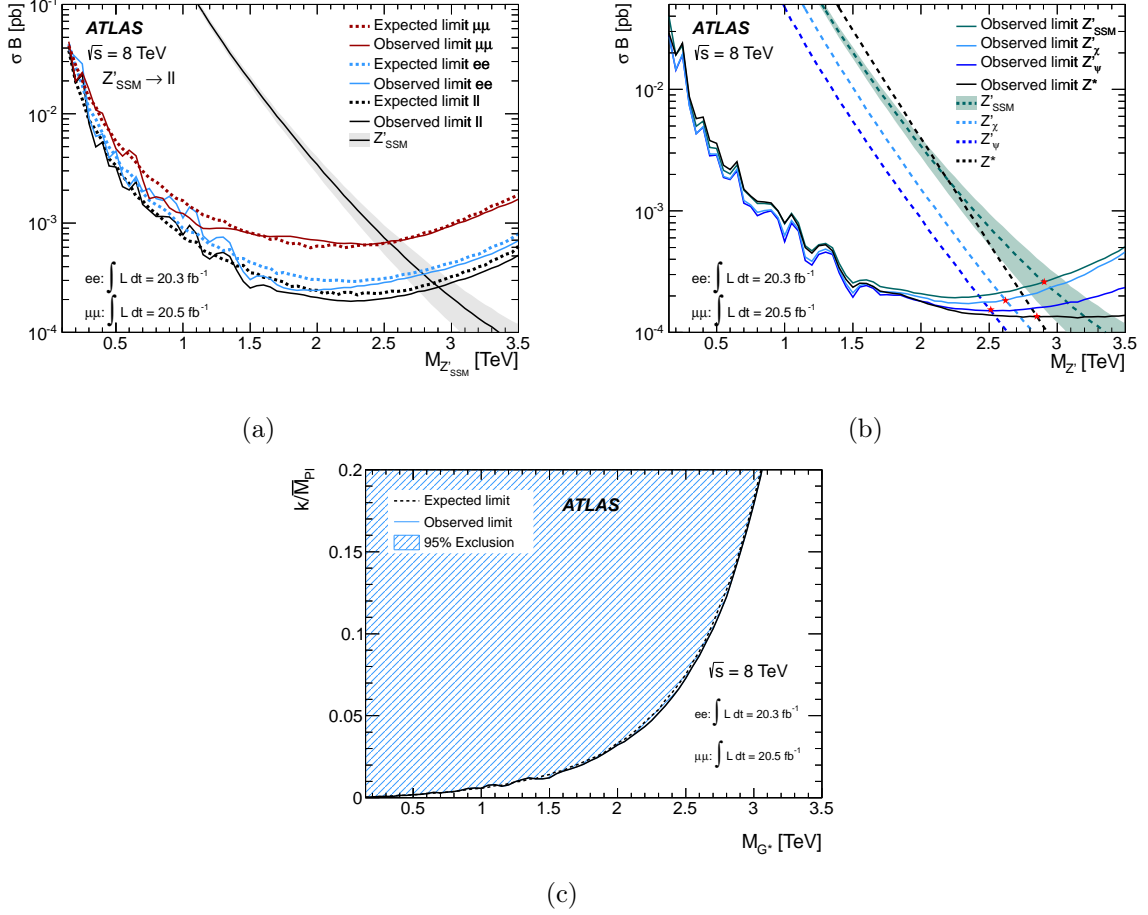 σ B [pb]
10⁻¹
10⁻²
10⁻³
10⁻⁴
ATLAS
√s = 8 TeV
Z'SSM → ll
Expected limit μμ
Observed limit μμ
Expected limit ee
Observed limit ee
Expected limit ll
Observed limit ll
Z'SSM
ee: ∫ L dt = 20.3 fb⁻¹
μμ: ∫ L dt = 20.5 fb⁻¹
0.5 1 1.5 2 2.5 3 3.5
M Z'SSM [TeV]
(a)
σ B [pb]
10⁻²
10⁻³
10⁻⁴
ATLAS
√s = 8 TeV
Observed limit Z'SSM
Observed limit Z'χ
Observed limit Z'ψ
Observed limit Z*
Z'SSM
Z'χ
Z'ψ
Z*
ee: ∫ L dt = 20.3 fb⁻¹
μμ: ∫ L dt = 20.5 fb⁻¹
0.5 1 1.5 2 2.5 3 3.5
M Z' [TeV]
(b)
k/M̅Pl
0.2
0.15
0.1
0.05
0
Expected limit
Observed limit
95% Exclusion
ATLAS
√s = 8 TeV
ee: ∫ L dt = 20.3 fb⁻¹
μμ: ∫ L dt = 20.5 fb⁻¹
0.5 1 1.5 2 2.5 3 3.5
M G* [TeV]
(c)